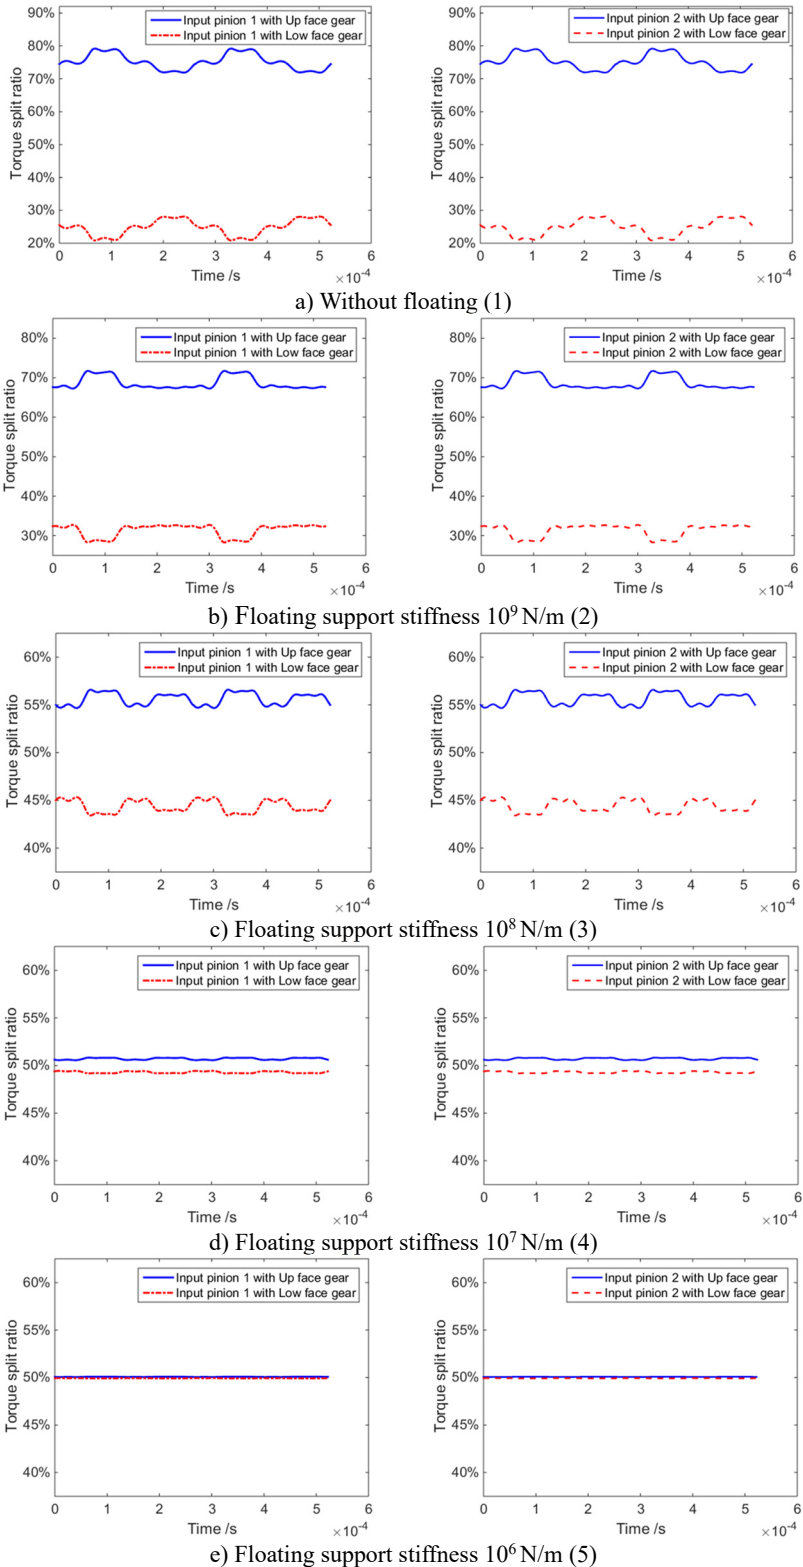 90%
80%
70%
60%
50%
40%
30%
20%
Torque split ratio
Input pinion 1 with Up face gear
Input pinion 1 with Low face gear
0 1 2 3 4 5 6
Time /s
×10-4
90%
80%
70%
60%
50%
40%
30%
20%
Torque split ratio
Input pinion 2 with Up face gear
Input pinion 2 with Low face gear
0 1 2 3 4 5 6
Time /s
×10-4
a) Without floating (1)
80%
70%
60%
50%
40%
30%
Torque split ratio
Input pinion 1 with Up face gear
Input pinion 1 with Low face gear
0 1 2 3 4 5 6
Time /s
×10-4
80%
70%
60%
50%
40%
30%
Torque split ratio
Input pinion 2 with Up face gear
Input pinion 2 with Low face gear
0 1 2 3 4 5 6
Time /s
×10-4
b) Floating support stiffness 10⁹ N/m (2)
60%
55%
50%
45%
40%
Torque split ratio
Input pinion 1 with Up face gear
Input pinion 1 with Low face gear
0 1 2 3 4 5 6
Time /s
×10-4
60%
55%
50%
45%
40%
Torque split ratio
Input pinion 2 with Up face gear
Input pinion 2 with Low face gear
0 1 2 3 4 5 6
Time /s
×10-4
c) Floating support stiffness 10⁸ N/m (3)
60%
55%
50%
45%
40%
Torque split ratio
Input pinion 1 with Up face gear
Input pinion 1 with Low face gear
0 1 2 3 4 5 6
Time /s
×10-4
60%
55%
50%
45%
40%
Torque split ratio
Input pinion 2 with Up face gear
Input pinion 2 with Low face gear
0 1 2 3 4 5 6
Time /s
×10-4
d) Floating support stiffness 10⁷ N/m (4)
60%
55%
50%
45%
40%
Torque split ratio
Input pinion 1 with Up face gear
Input pinion 1 with Low face gear
0 1 2 3 4 5 6
Time /s
×10-4
60%
55%
50%
45%
40%
Torque split ratio
Input pinion 2 with Up face gear
Input pinion 2 with Low face gear
0 1 2 3 4 5 6
Time /s
×10-4
e) Floating support stiffness 10⁶ N/m (5)